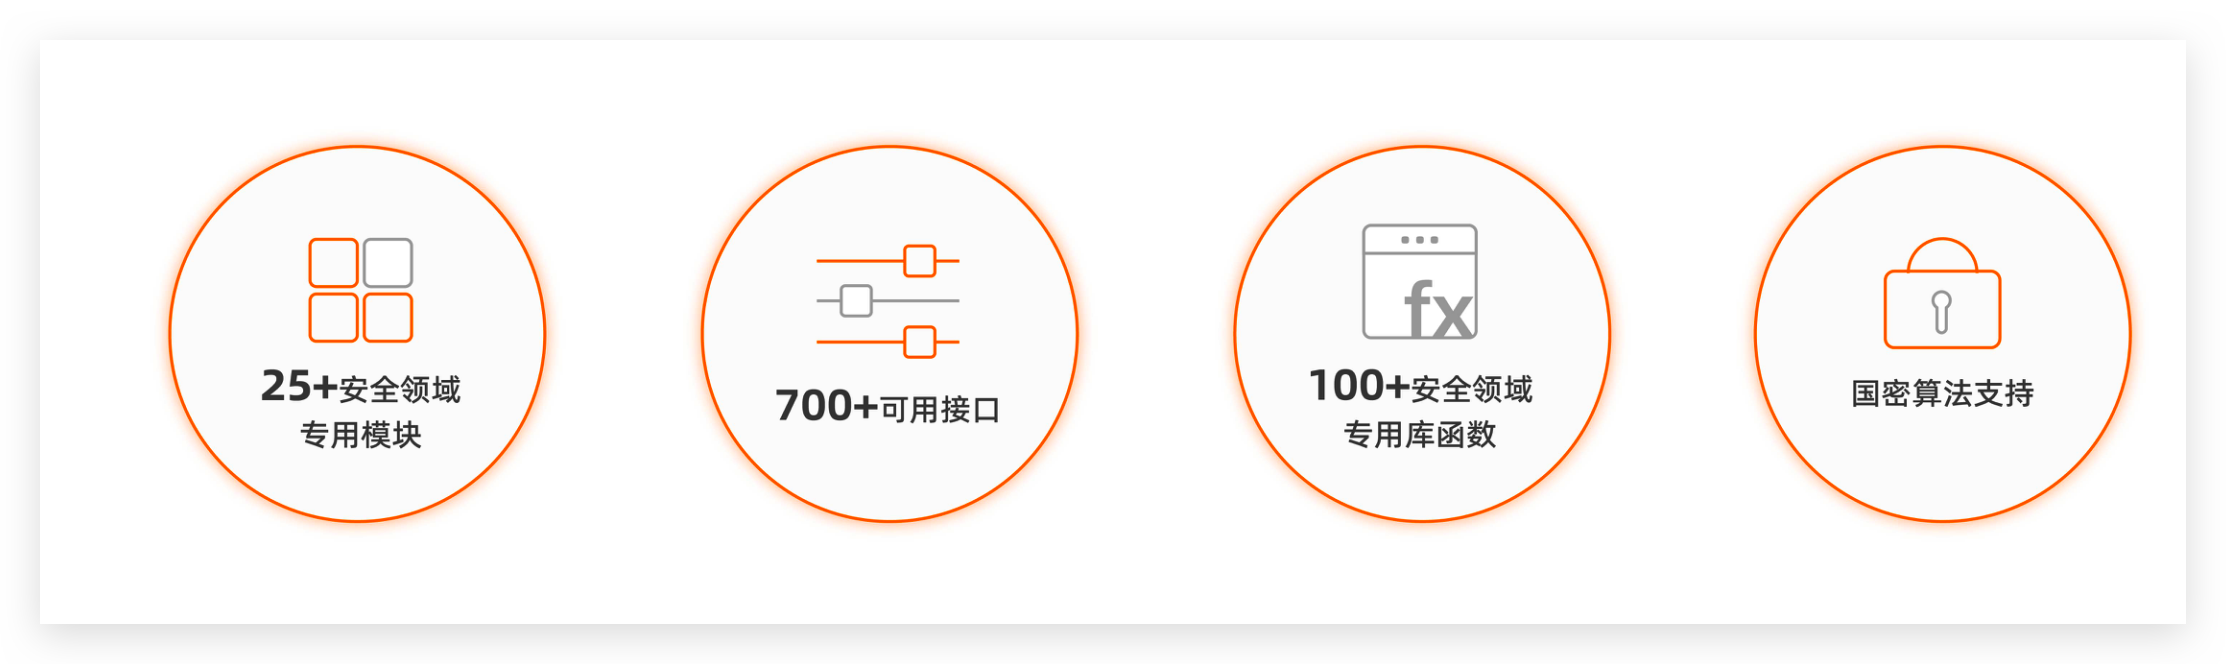 25+安全领域
专用模块
700+可用接口
fx
100+安全领域
专用库函数
国密算法支持